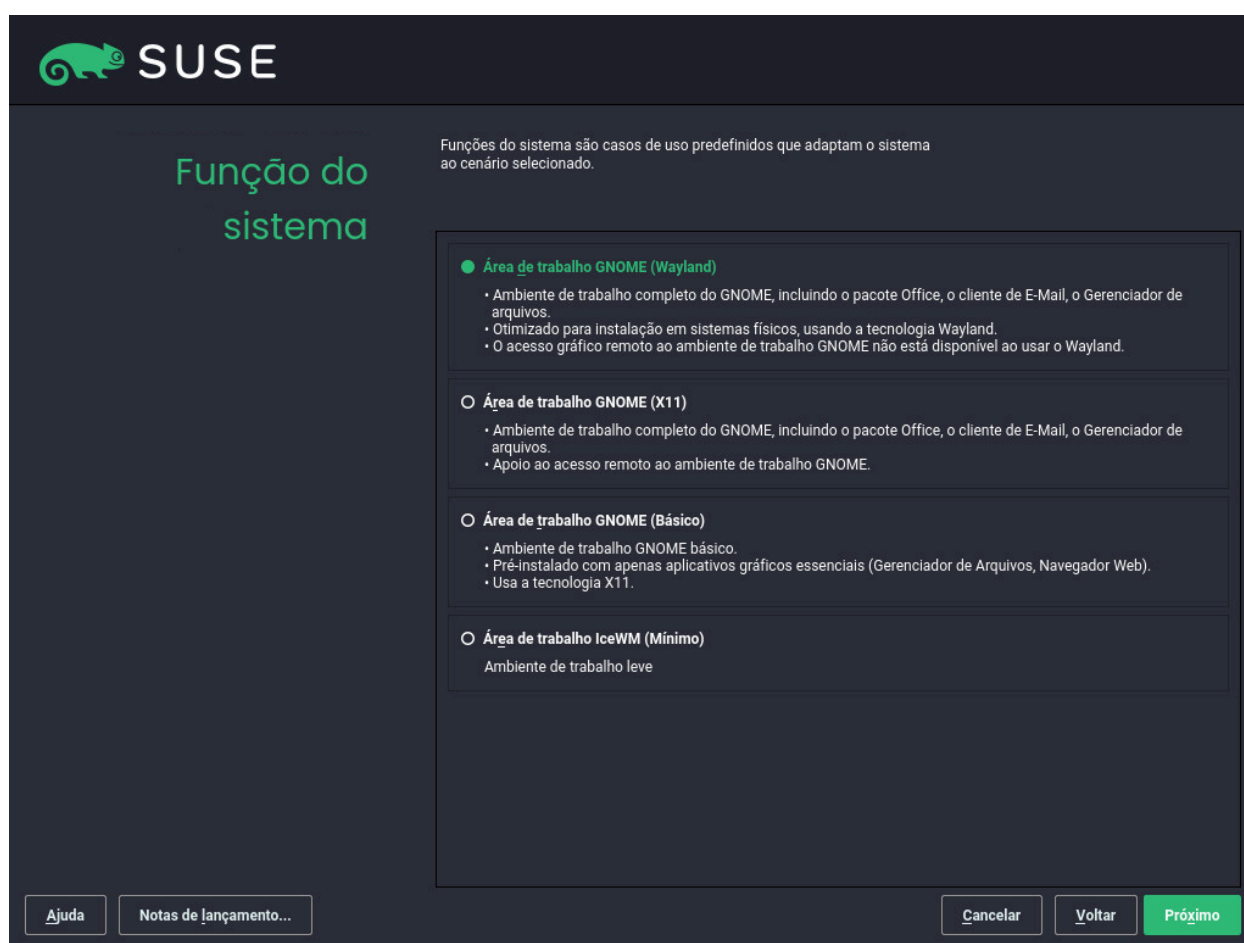 SUSE
Função do
sistema
Funções do sistema são casos de uso predefinidos que adaptam o sistema
ao cenário selecionado.
Área de trabalho GNOME (Wayland)
• Ambiente de trabalho completo do GNOME, incluindo o pacote Office, o cliente de E-Mail, o Gerenciador de
arquivos.
• Otimizado para instalação em sistemas físicos, usando a tecnologia Wayland.
• O acesso gráfico remoto ao ambiente de trabalho GNOME não está disponível ao usar o Wayland.
Área de trabalho GNOME (X11)
• Ambiente de trabalho completo do GNOME, incluindo o pacote Office, o cliente de E-Mail, o Gerenciador de
arquivos.
• Apoio ao acesso remoto ao ambiente de trabalho GNOME.
Área de trabalho GNOME (Básico)
• Ambiente de trabalho GNOME básico.
• Pré-instalado com apenas aplicativos gráficos essenciais (Gerenciador de Arquivos, Navegador Web).
• Usa a tecnologia X11.
Área de trabalho IceWM (Mínimo)
Ambiente de trabalho leve
Ajuda
Notas de lançamento...
Cancelar
Voltar
Próximo